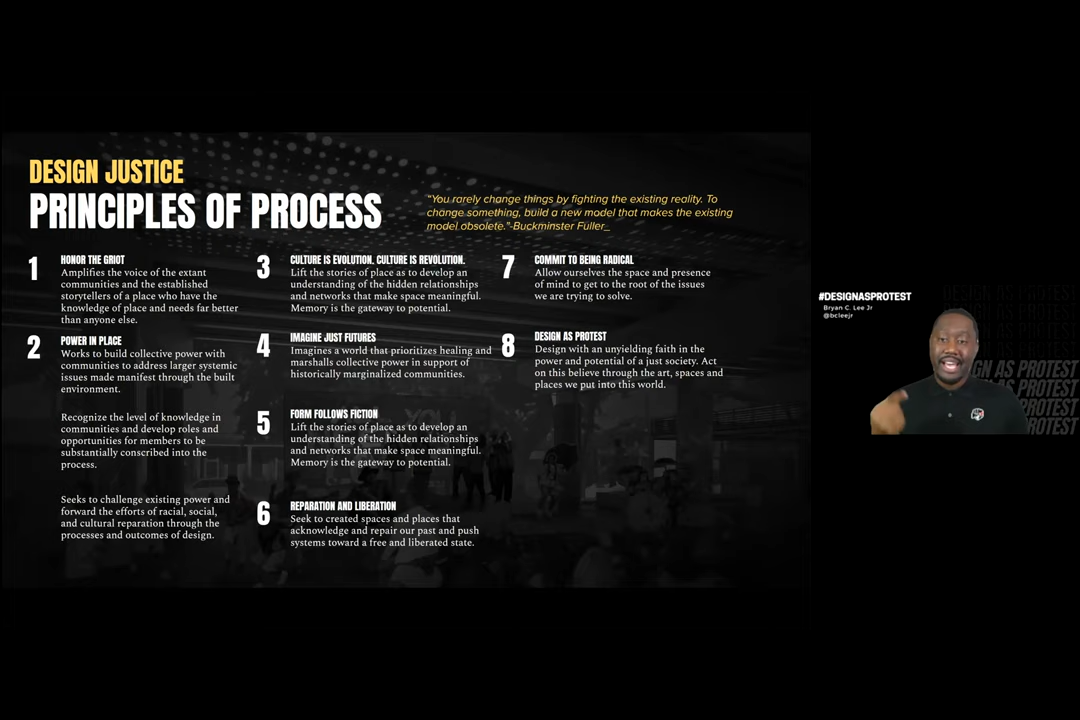 DESIGN JUSTICE
PRINCIPLES OF PROCESS
"You rarely change things by fighting the existing reality. To
change something, build a new model that makes the existing
model obsolete."-Buckminster Fuller_
1
HONOR THE GRIOT
Amplifies the voice of the extant
communities and the established
storytellers of a place who have the
knowledge of place and needs far better
than anyone else.
2
POWER IN PLACE
Works to build collective power with
communities to address larger systemic
issues made manifest through the built
environment.
Recognize the level of knowledge in
communities and develop roles and
opportunities for members to be
substantially conscribed into the
process.
Seeks to challenge existing power and
forward the efforts of racial, social,
and cultural reparation through the
processes and outcomes of design.
3
CULTURE IS EVOLUTION. CULTURE IS REVOLUTION.
Lift the stories of place as to develop an
understanding of the hidden relationships
and networks that make space meaningful.
Memory is the gateway to potential.
4
IMAGINE JUST FUTURES
Imagines a world that prioritizes healing and
marshalls collective power in support of
historically marginalized communities.
5
FORM FOLLOWS FICTION
Lift the stories of place as to develop an
understanding of the hidden relationships
and networks that make space meaningful.
Memory is the gateway to potential.
6
REPARATION AND LIBERATION
Seek to created spaces and places that
acknowledge and repair our past and push
systems toward a free and liberated state.
7
COMMIT TO BEING RADICAL
Allow ourselves the space and presence
of mind to get to the root of the issues
we are trying to solve.
8
DESIGN AS PROTEST
Design with an unyielding faith in the
power and potential of a just society. Act
on this believe through the art, spaces and
places we put into this world.
YOU
#DESIGNASPROTEST
Bryan C. Lee Jr
@bcleejr
GN AS PROTEST
AS PROTEST
PROTEST
ROTEST